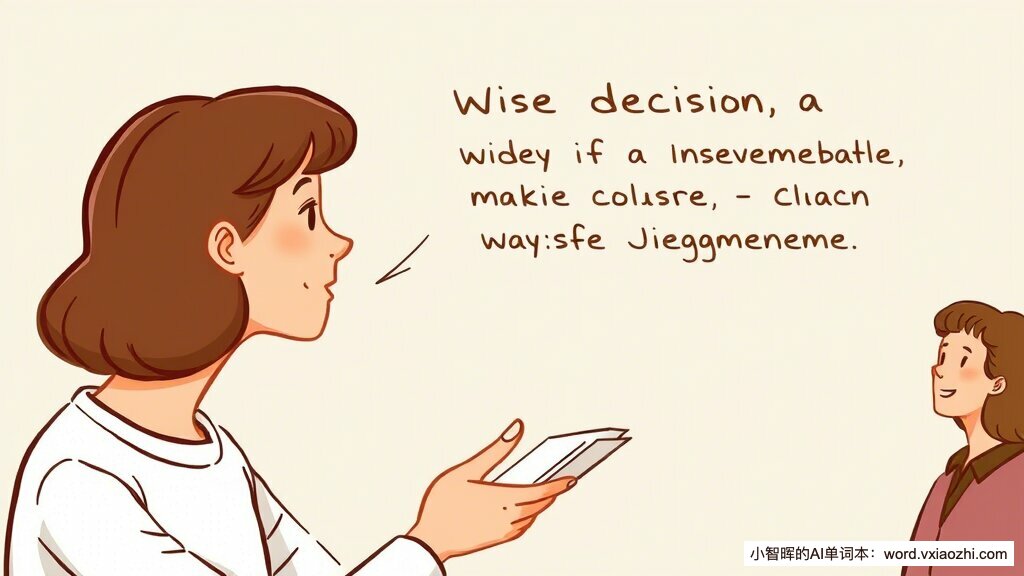 Wise decision, a
widey if a Insevemebatle,
makie colusre, – Cliacn
way:sfe Jieggmeneme.
小智晖的AI单词本：word.vxiaozhi.com